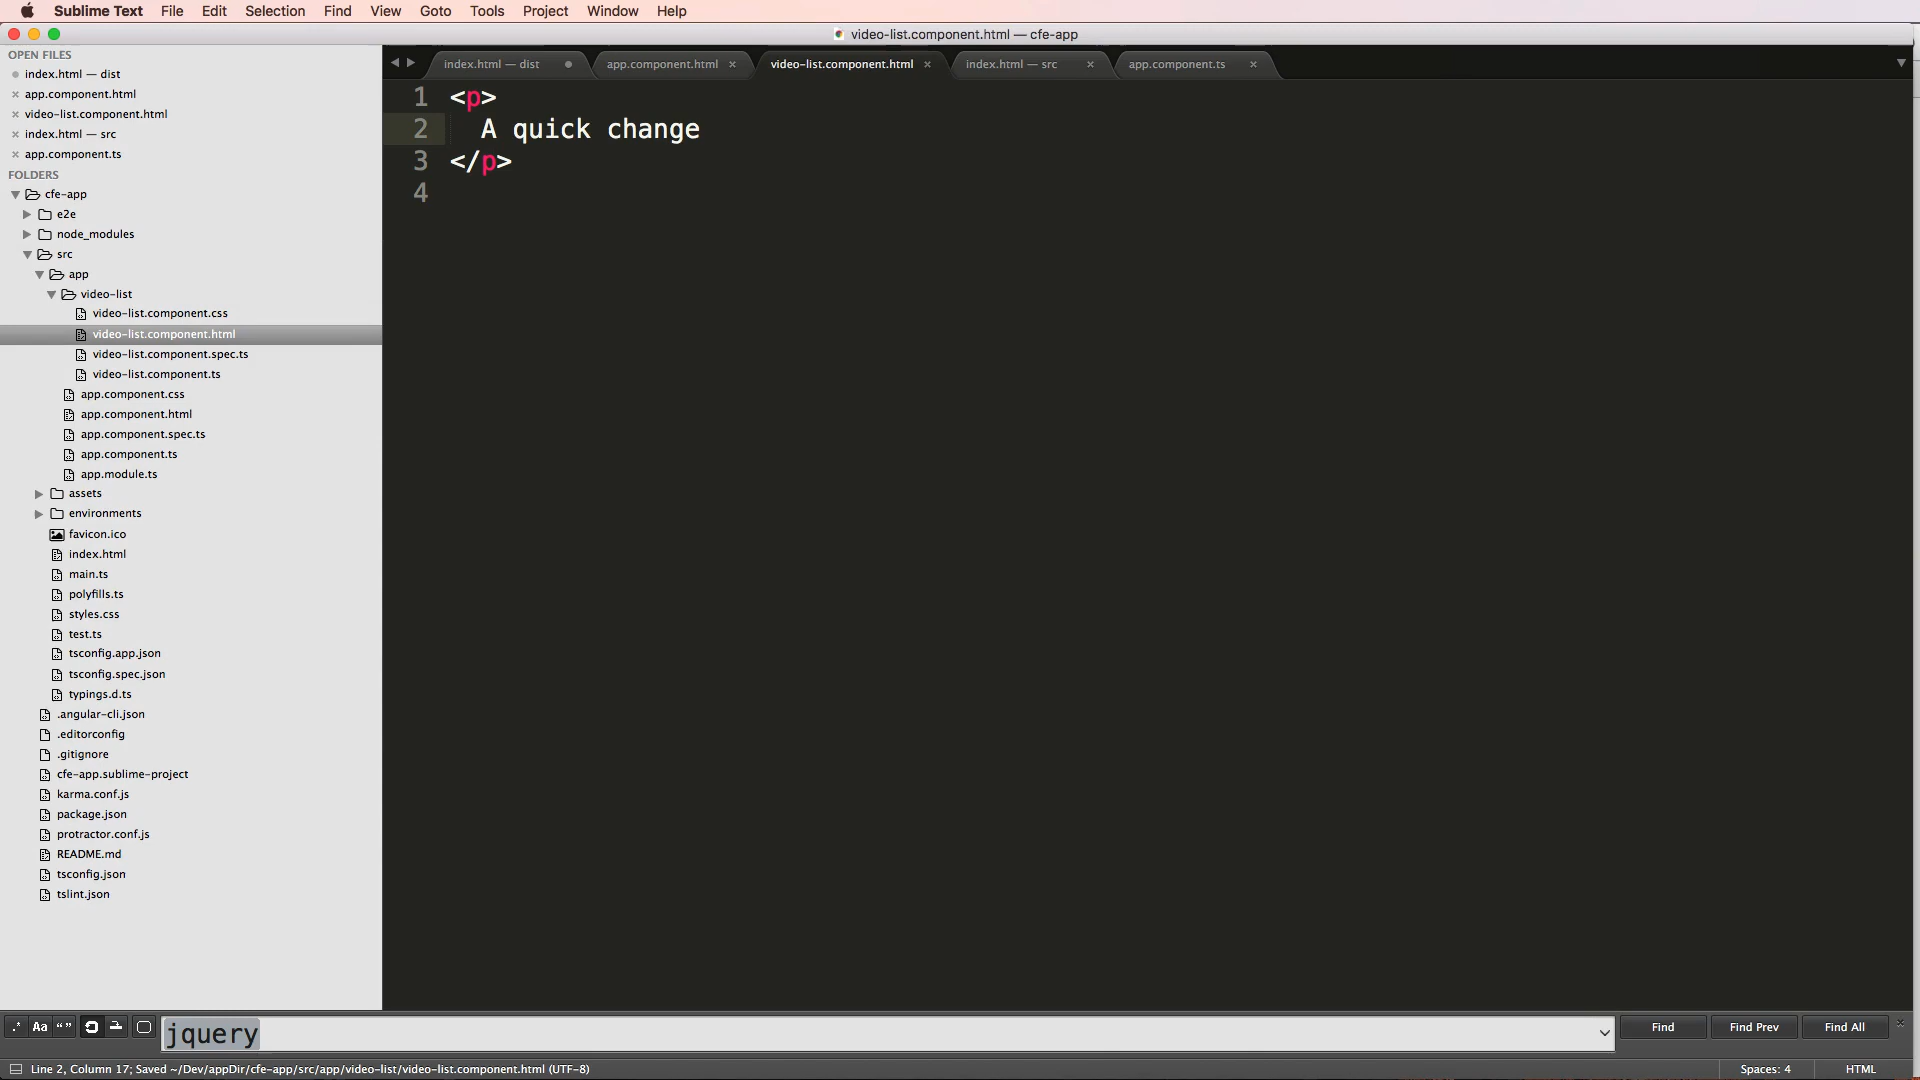 Sublime Text File Edit Selection Find View Goto Tools Project Window Help
video-list.component.html — cfe-app
OPEN FILES
index.html — dist
app.component.html
video-list.component.html
index.html — src
app.component.ts
FOLDERS
cfe-app
e2e
node_modules
src
app
video-list
video-list.component.css
video-list.component.html
video-list.component.spec.ts
video-list.component.ts
app.component.css
app.component.html
app.component.spec.ts
app.component.ts
app.module.ts
assets
environments
favicon.ico
index.html
main.ts
polyfills.ts
styles.css
test.ts
tsconfig.app.json
tsconfig.spec.json
typings.d.ts
.angular-cli.json
.editorconfig
.gitignore
cfe-app.sublime-project
karma.conf.js
package.json
protractor.conf.js
README.md
tsconfig.json
tslint.json
index.html — dist app.component.html video-list.component.html index.html — src app.component.ts
1 <p>
2 A quick change
3 </p>
4
.* Aa “ ” jquery Find Find Prev Find All
Line 2, Column 17; Saved ~/Dev/appDir/cfe-app/src/app/video-list/video-list.component.html (UTF-8) Spaces: 4 HTML